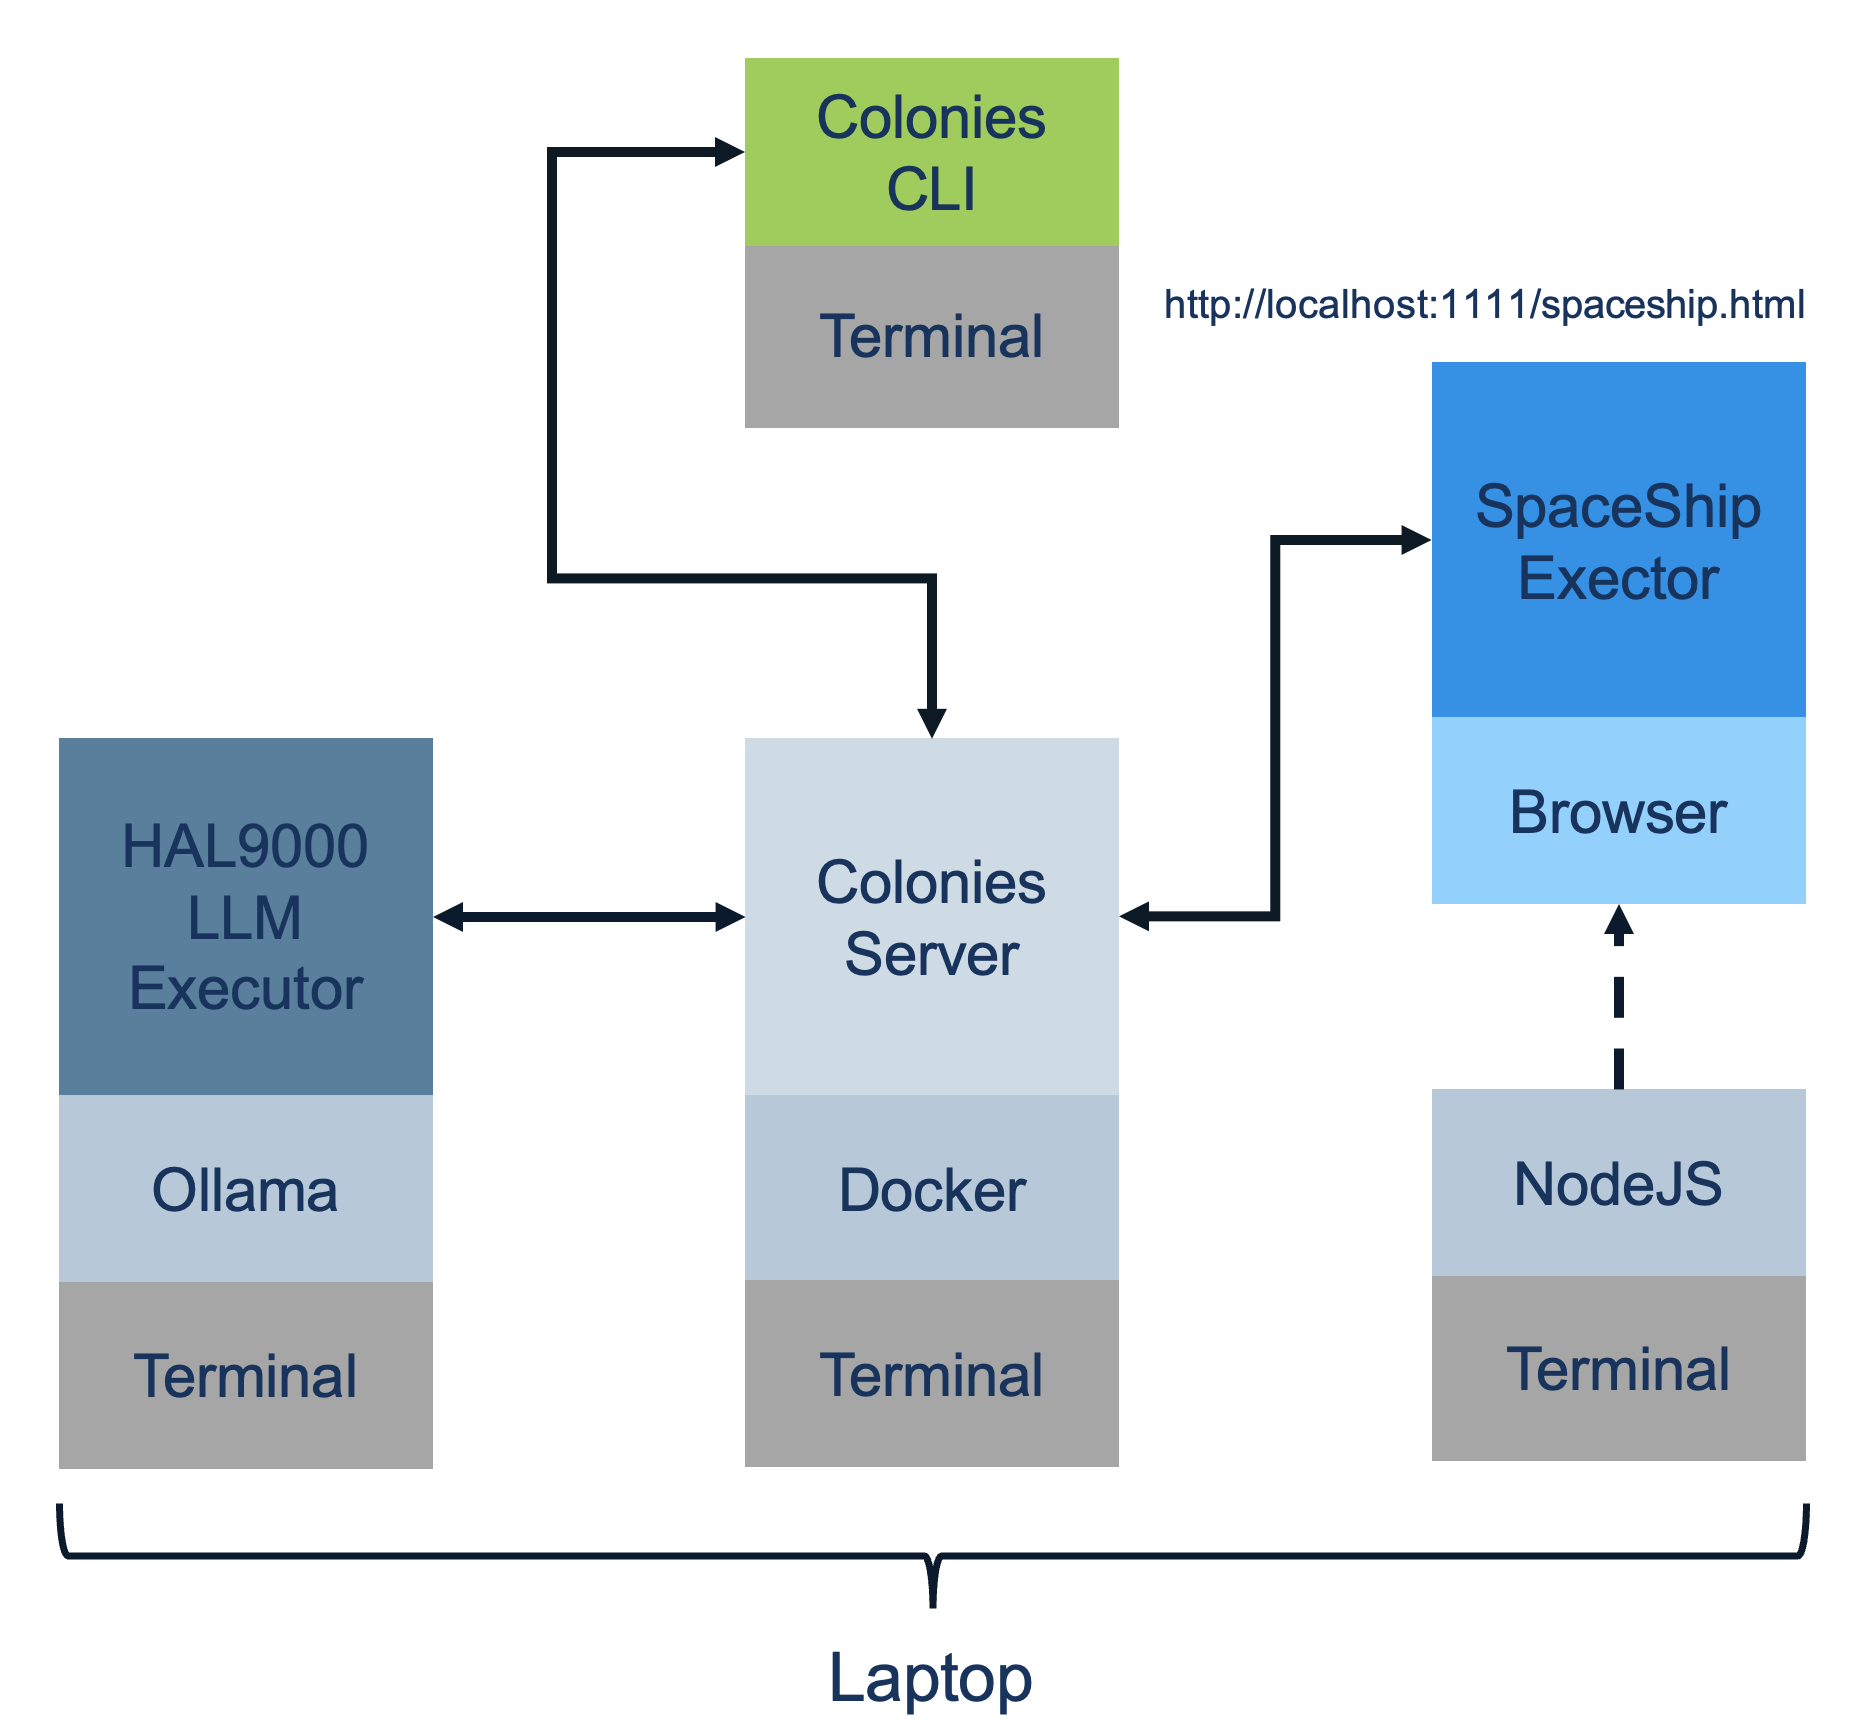 Colonies
CLI
Terminal
http://localhost:1111/spaceship.html
SpaceShip
Exector
Browser
HAL9000
LLM
Executor
Ollama
Terminal
Colonies
Server
Docker
Terminal
NodeJS
Terminal
Laptop